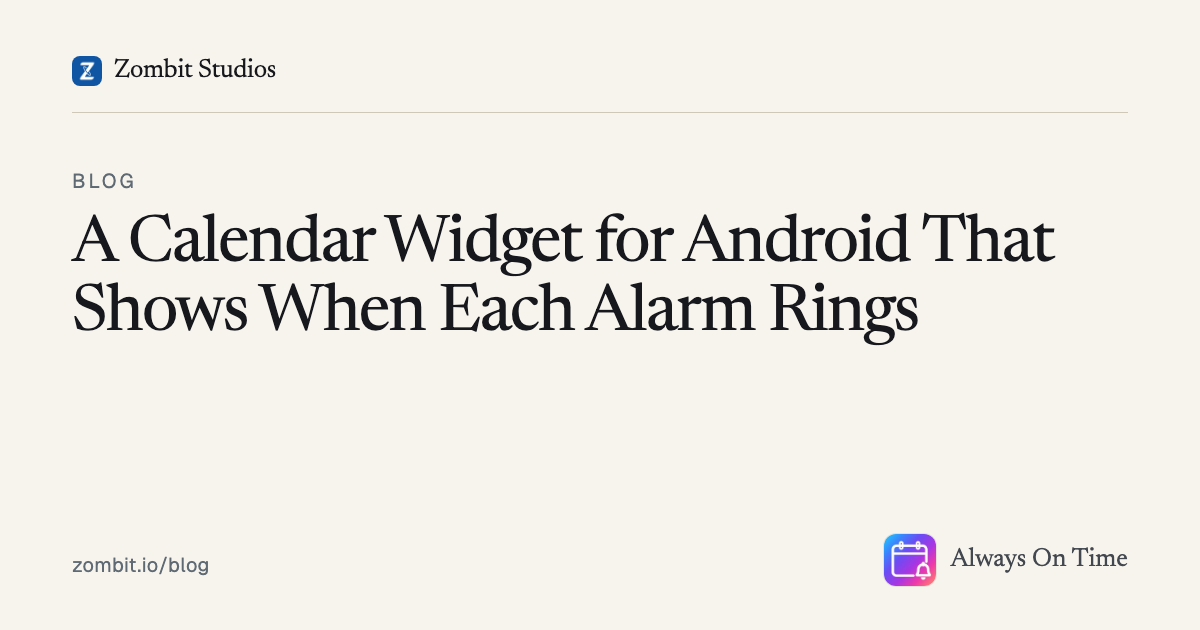 Zombit Studios
BLOG
A Calendar Widget for Android That
Shows When Each Alarm Rings
zombit.io/blog
Always On Time